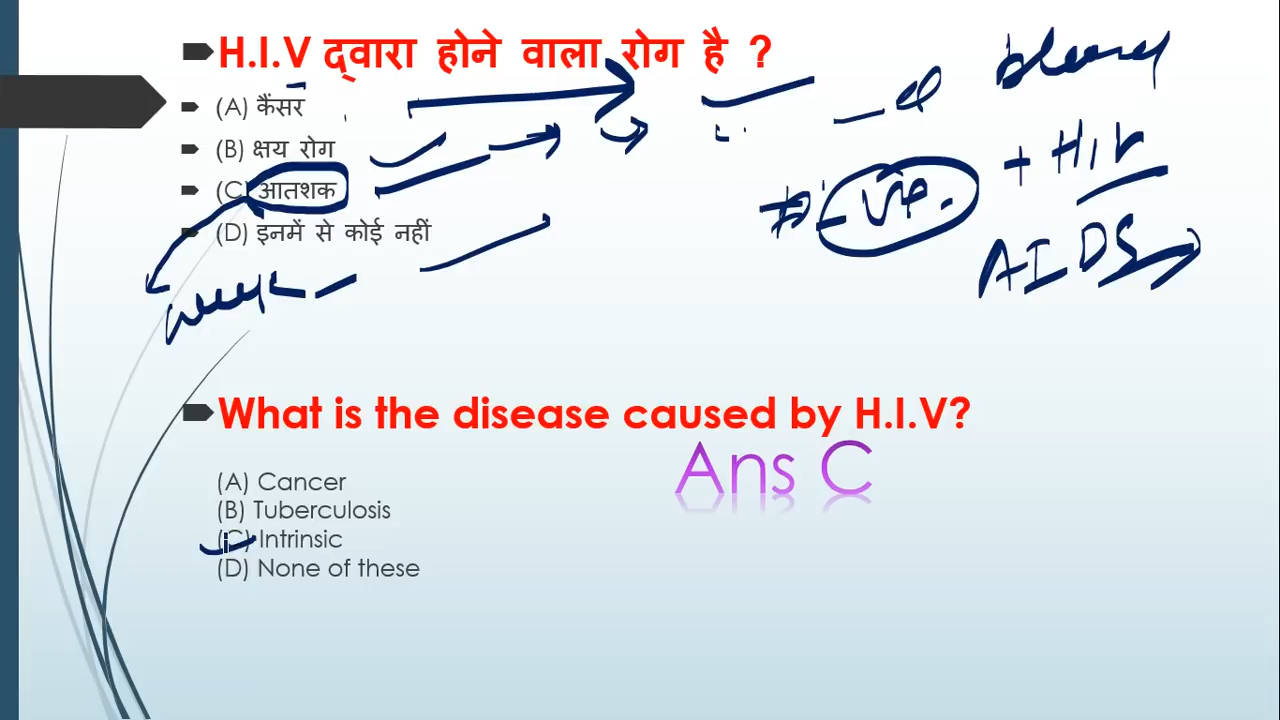 H.I.V द्वारा होने वाला रोग है ?
(A) कैंसर
(B) क्षय रोग
(C) आतशक
(D) इनमें से कोई नहीं
+ HIV
AIDS
What is the disease caused by H.I.V?
Ans C
(A) Cancer
(B) Tuberculosis
(C) Intrinsic
(D) None of these